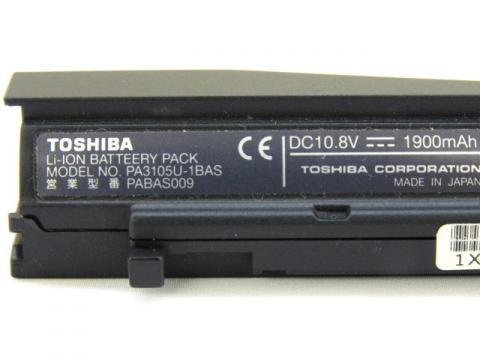 TOSHIBA
Li-ION BATTEERY PACK
MODEL NO. PA3105U-1BAS
営業型番 PABAS009
CE
DC10.8V ⎓ 1900mAh
TOSHIBA CORPORATION
MADE IN JAPAN
1X